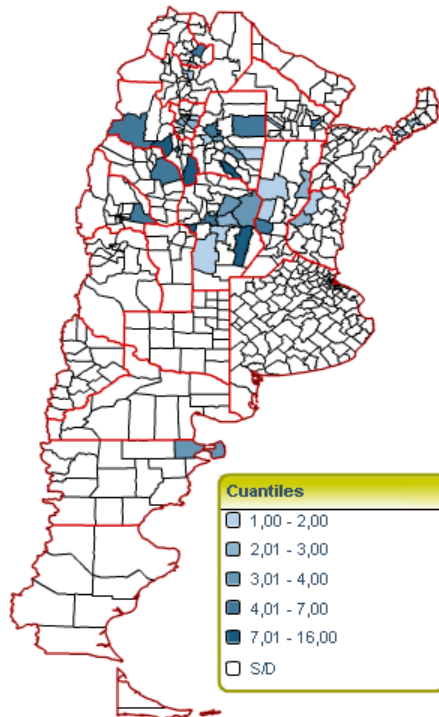 Cuantiles
1,00 - 2,00
2,01 - 3,00
3,01 - 4,00
4,01 - 7,00
7,01 - 16,00
S/D